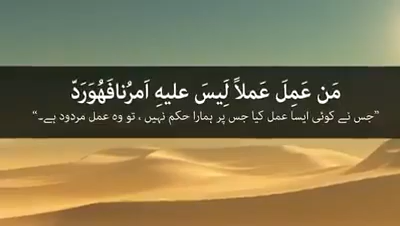 مَن عَمِلَ عَملاً لَيسَ عليهِ اَمرُنافَهُوَرَدّ
”جس نے کوئی ایسا عمل کیا جس پر ہمارا حکم نہیں ، تو وہ عمل مردود ہے۔“